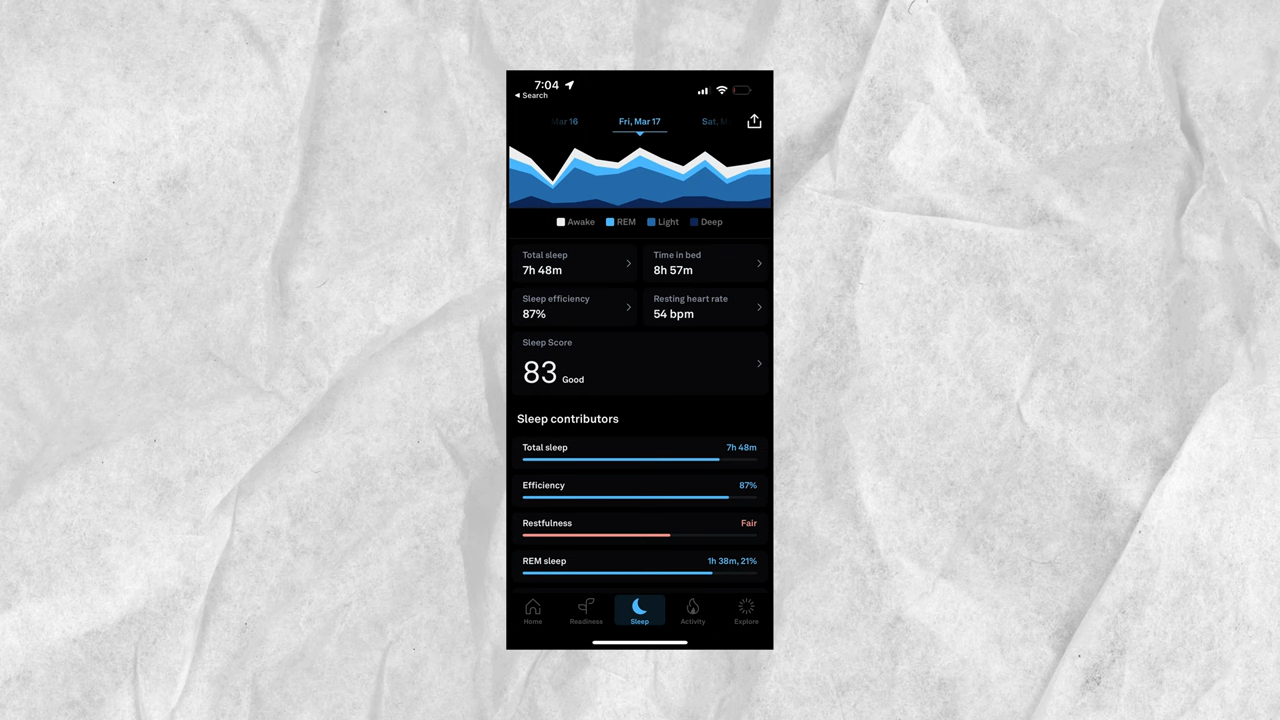 7:04
◀ Search
Mar 16
Fri, Mar 17
Sat, M
Awake REM Light Deep
Total sleep
7h 48m
Time in bed
8h 57m
Sleep efficiency
87%
Resting heart rate
54 bpm
Sleep Score
83 Good
Sleep contributors
Total sleep 7h 48m
Efficiency 87%
Restfulness Fair
REM sleep 1h 38m, 21%
Home Readiness Sleep Activity Explore